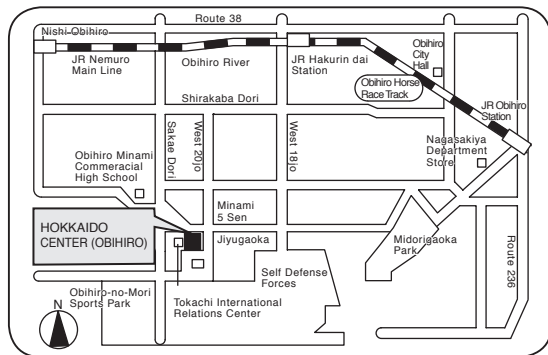 Route 38
Nishi-Obihiro
JR Nemuro
Main Line
Obihiro River
JR Hakurin dai
Station
Obihiro
City
Hall
Obihiro Horse
Race Track
Shirakaba Dori
JR Obihiro
Station
Sakae Dori
West 20jo
West 18jo
Nagasakiya
Department
Store
Obihiro Minami
Commeracial
High School
Minami
5 Sen
HOKKAIDO
CENTER (OBIHIRO)
Jiyugaoka
Midorigaoka
Park
Route 236
Self Defense
Forces
Obihiro-no-Mori
Sports Park
Tokachi International
Relations Center
N